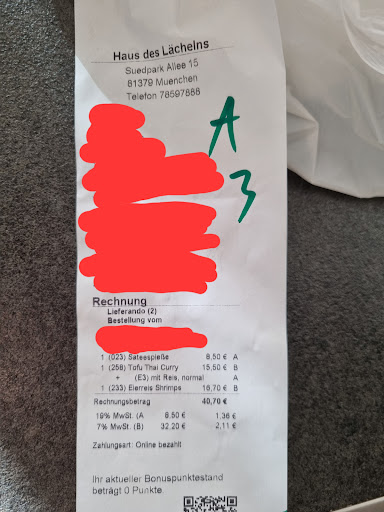 Haus des Lächelns
Suedpark Allee 15
81379 Muenchen
Telefon 78597888
A
3
Rechnung
Lieferando (2)
Bestellung vom
1 (023) Sateespieße 8,50 € A
1 (258) Tofu Thai Curry 15,50 € B
+ (E3) mit Reis, normal A
1 (233) Eierreis Shrimps 16,70 € B
Rechnungsbetrag 40,70 €
19% MwSt. (A 8,50 € 1,36 €
7% MwSt. (B) 32,20 € 2,11 €
Zahlungsart: Online bezahlt
Ihr aktueller Bonuspunktestand
beträgt 0 Punkte.